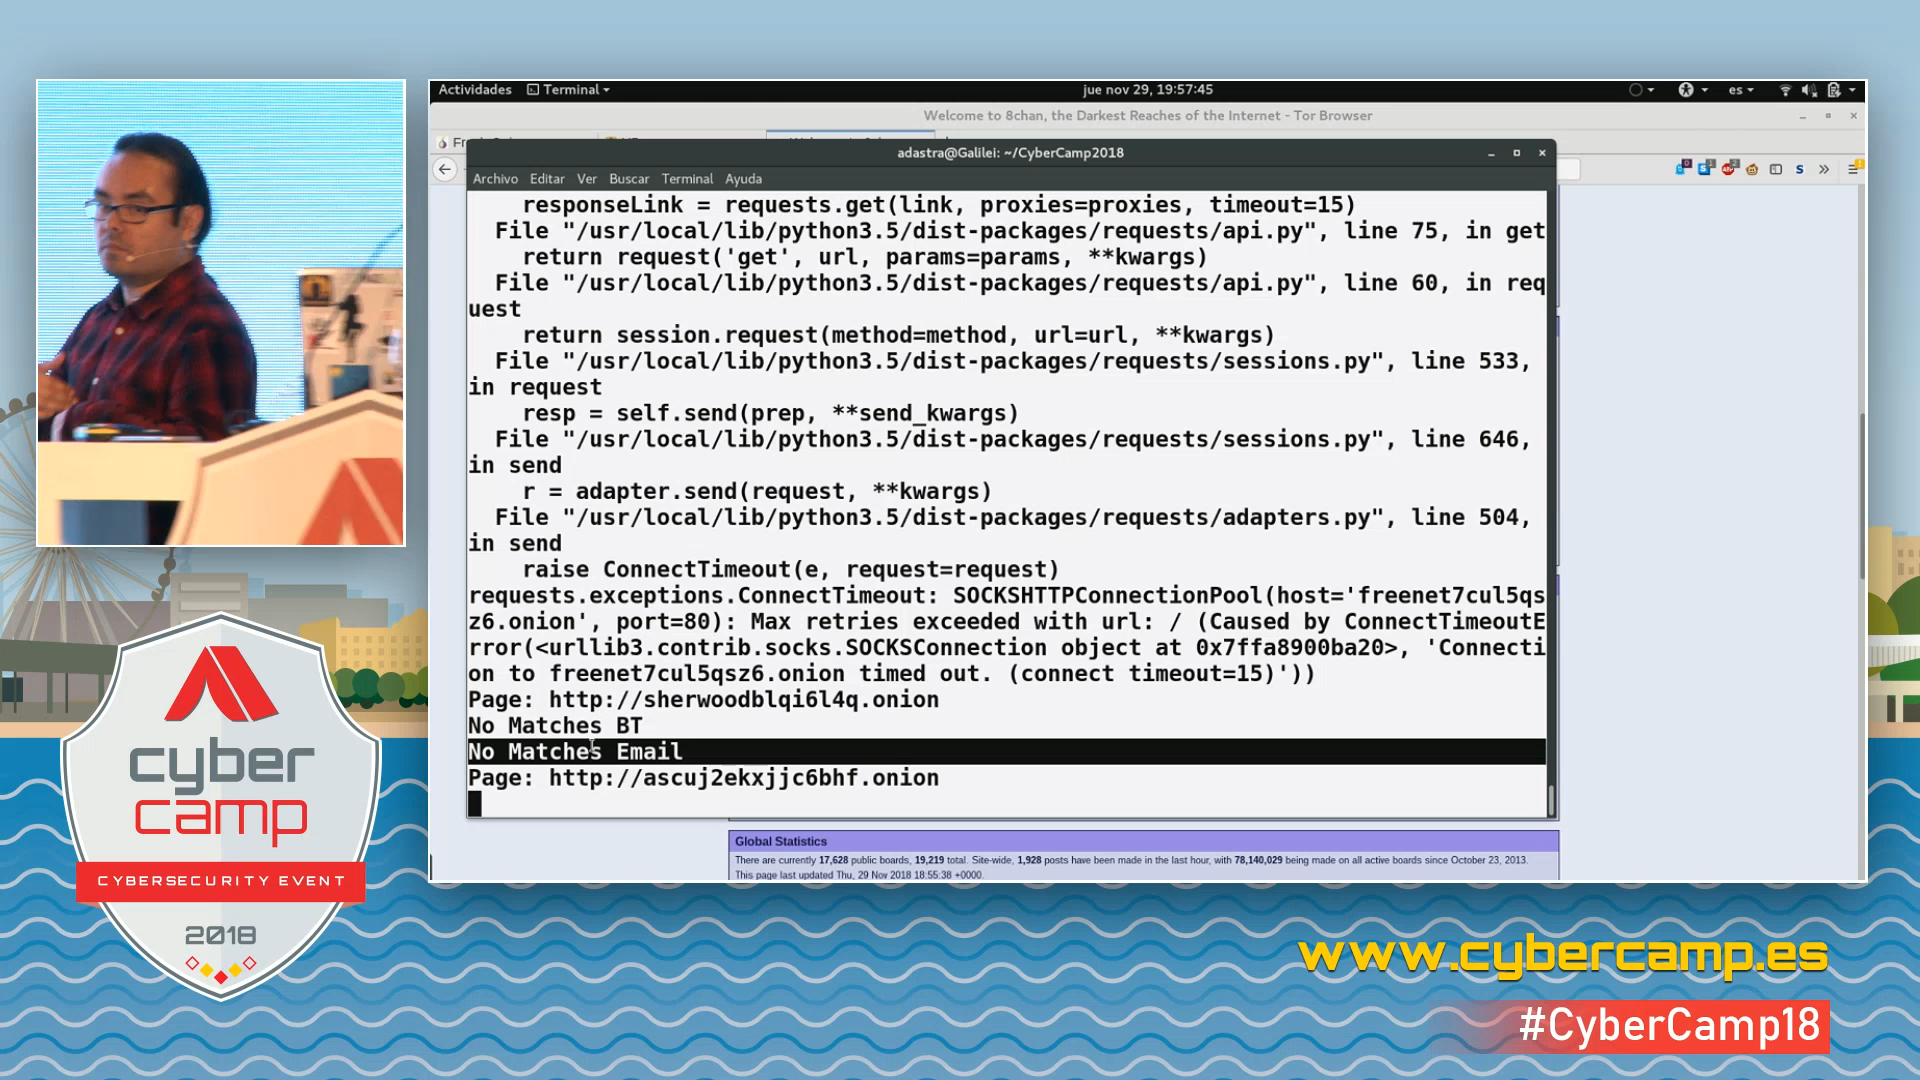 Actividades
Terminal
jue nov 29, 19:57:45
es
Welcome to 8chan, the Darkest Reaches of the Internet - Tor Browser
adastra@Galilei: ~/CyberCamp2018
Archivo Editar Ver Buscar Terminal Ayuda
responseLink = requests.get(link, proxies=proxies, timeout=15)
File "/usr/local/lib/python3.5/dist-packages/requests/api.py", line 75, in get
return request('get', url, params=params, **kwargs)
File "/usr/local/lib/python3.5/dist-packages/requests/api.py", line 60, in req
uest
return session.request(method=method, url=url, **kwargs)
File "/usr/local/lib/python3.5/dist-packages/requests/sessions.py", line 533,
in request
resp = self.send(prep, **send_kwargs)
File "/usr/local/lib/python3.5/dist-packages/requests/sessions.py", line 646,
in send
r = adapter.send(request, **kwargs)
File "/usr/local/lib/python3.5/dist-packages/requests/adapters.py", line 504,
in send
raise ConnectTimeout(e, request=request)
requests.exceptions.ConnectTimeout: SOCKSHTTPConnectionPool(host='freenet7cul5qs
z6.onion', port=80): Max retries exceeded with url: / (Caused by ConnectTimeoutE
rror(<urllib3.contrib.socks.SOCKSConnection object at 0x7ffa8900ba20>, 'Connecti
on to freenet7cul5qsz6.onion timed out. (connect timeout=15)'))
Page: http://sherwoodblqi6l4q.onion
No Matches BT
No Matches Email
Page: http://ascuj2ekxjjc6bhf.onion
Global Statistics
There are currently 17,628 public boards, 19,219 total. Site-wide, 1,928 posts have been made in the last hour, with 78,140,029 being made on all active boards since October 23, 2013.
This page last updated Thu, 29 Nov 2018 18:55:38 +0000.
cyber
camp
CYBERSECURITY EVENT
2018
www.cybercamp.es
#CyberCamp18